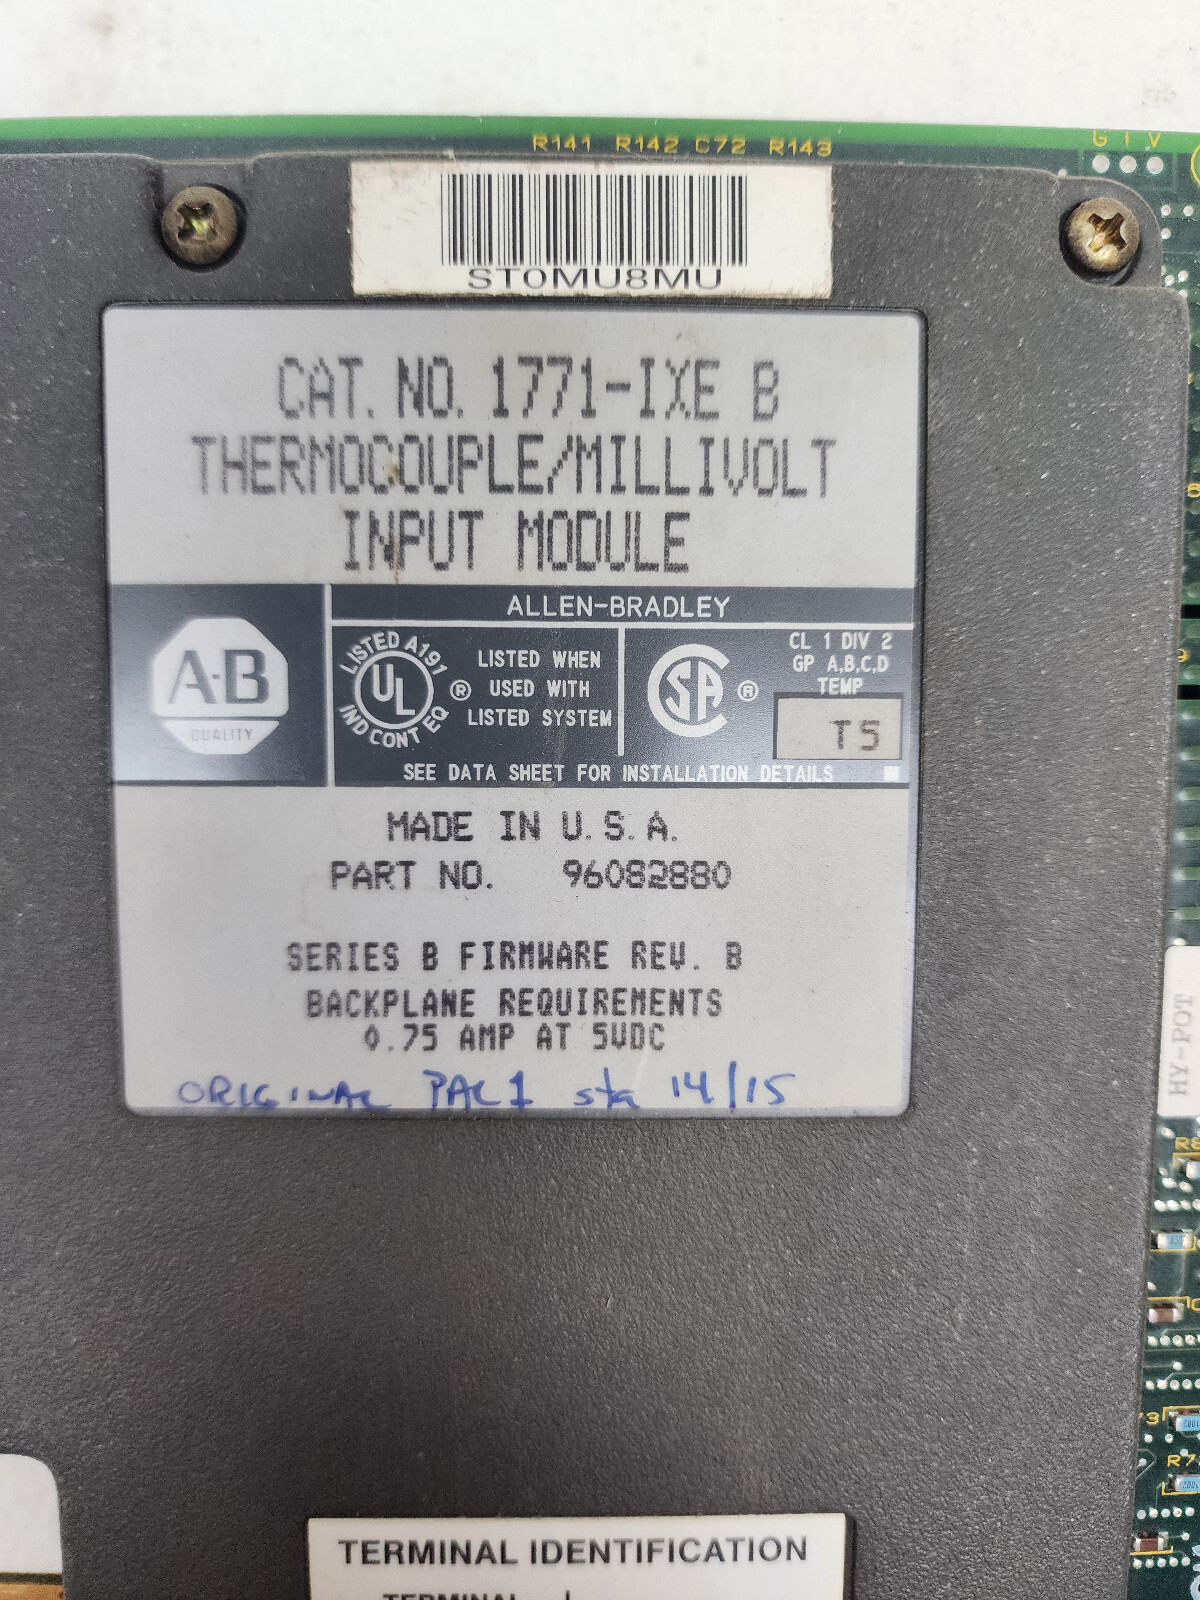 R141 R142 C72 R143
G I V
ST0MU8MU
CAT. NO. 1771-IXE B
THERMOCOUPLE/MILLIVOLT
INPUT MODULE
ALLEN-BRADLEY
A-B
QUALITY
LISTED A191
UL
IND CONT EQ
®
LISTED WHEN
USED WITH
LISTED SYSTEM
SA
®
CL 1 DIV 2
GP A,B,C,D
TEMP
T5
SEE DATA SHEET FOR INSTALLATION DETAILS
MADE IN U.S.A.
PART NO. 96082880
SERIES B FIRMWARE REV. B
BACKPLANE REQUIREMENTS
0.75 AMP AT 5VDC
ORIGINAL PAC1 sta 14/15
HY-POT
TERMINAL IDENTIFICATION
TERMINAL